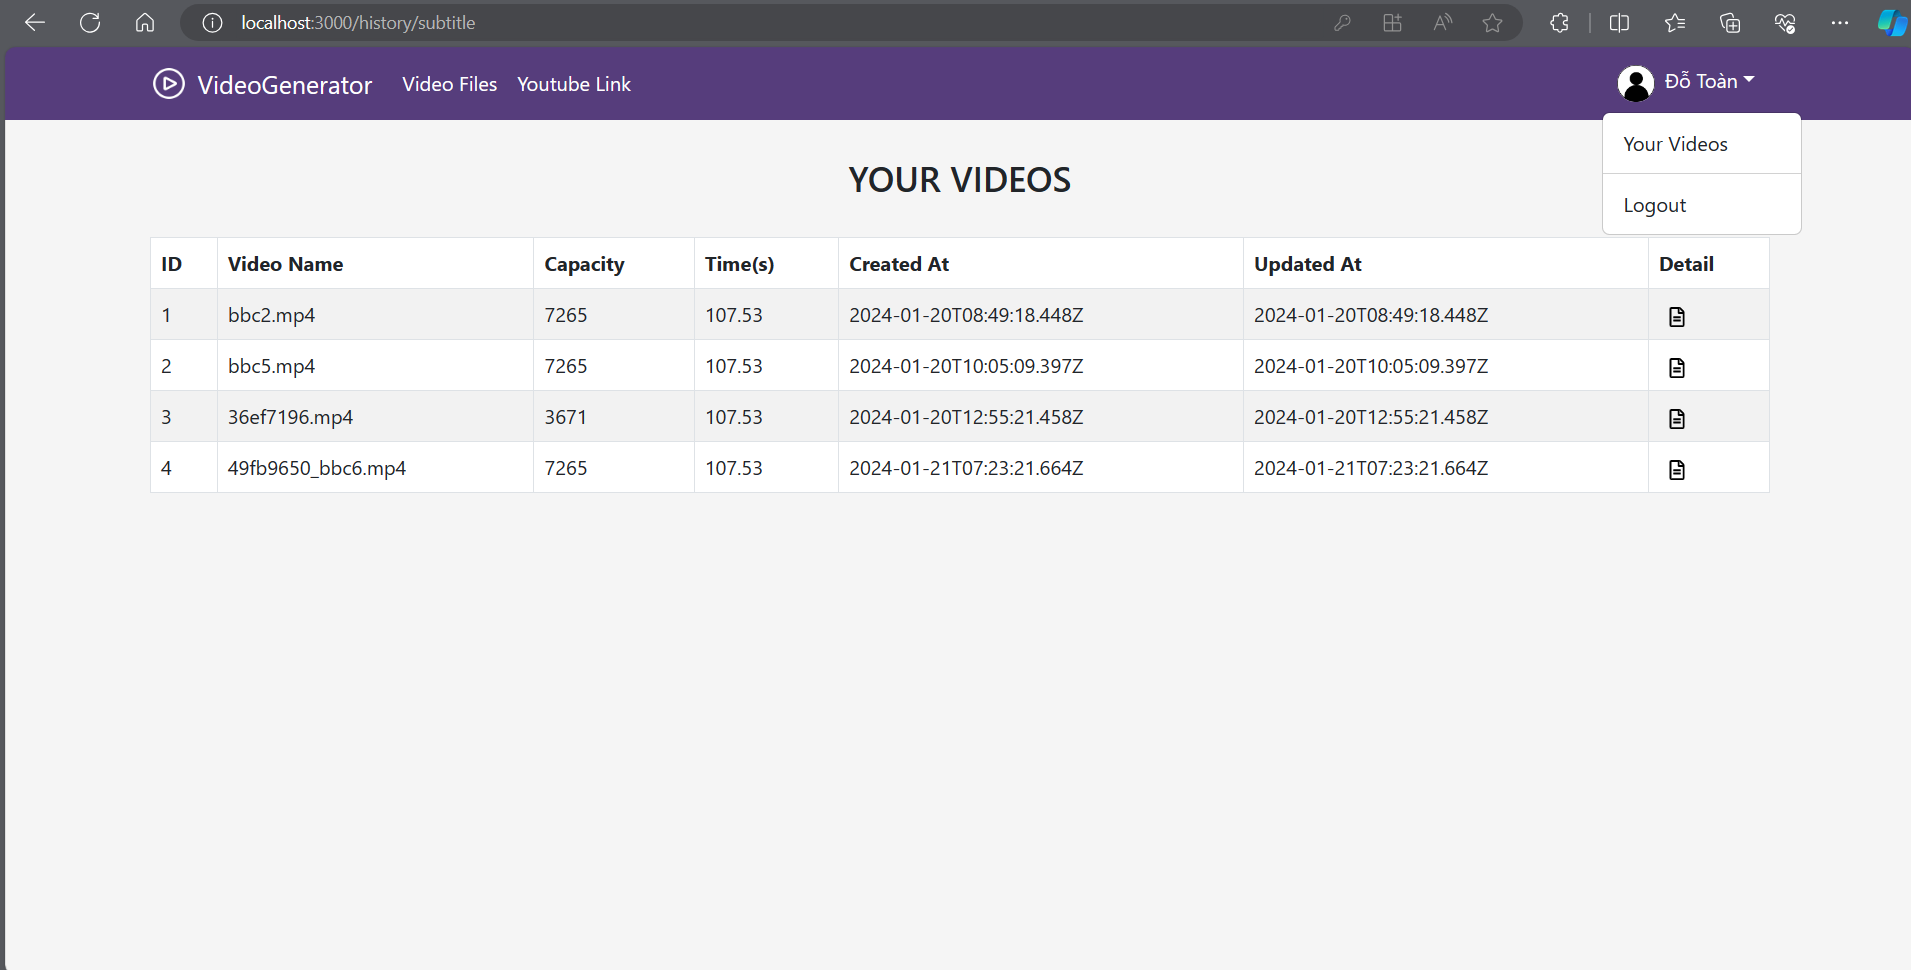 localhost:3000/history/subtitle
VideoGenerator Video Files Youtube Link Đỗ Toàn
Your Videos
Logout
YOUR VIDEOS
ID Video Name Capacity Time(s) Created At Updated At Detail
1 bbc2.mp4 7265 107.53 2024-01-20T08:49:18.448Z 2024-01-20T08:49:18.448Z
2 bbc5.mp4 7265 107.53 2024-01-20T10:05:09.397Z 2024-01-20T10:05:09.397Z
3 36ef7196.mp4 3671 107.53 2024-01-20T12:55:21.458Z 2024-01-20T12:55:21.458Z
4 49fb9650_bbc6.mp4 7265 107.53 2024-01-21T07:23:21.664Z 2024-01-21T07:23:21.664Z